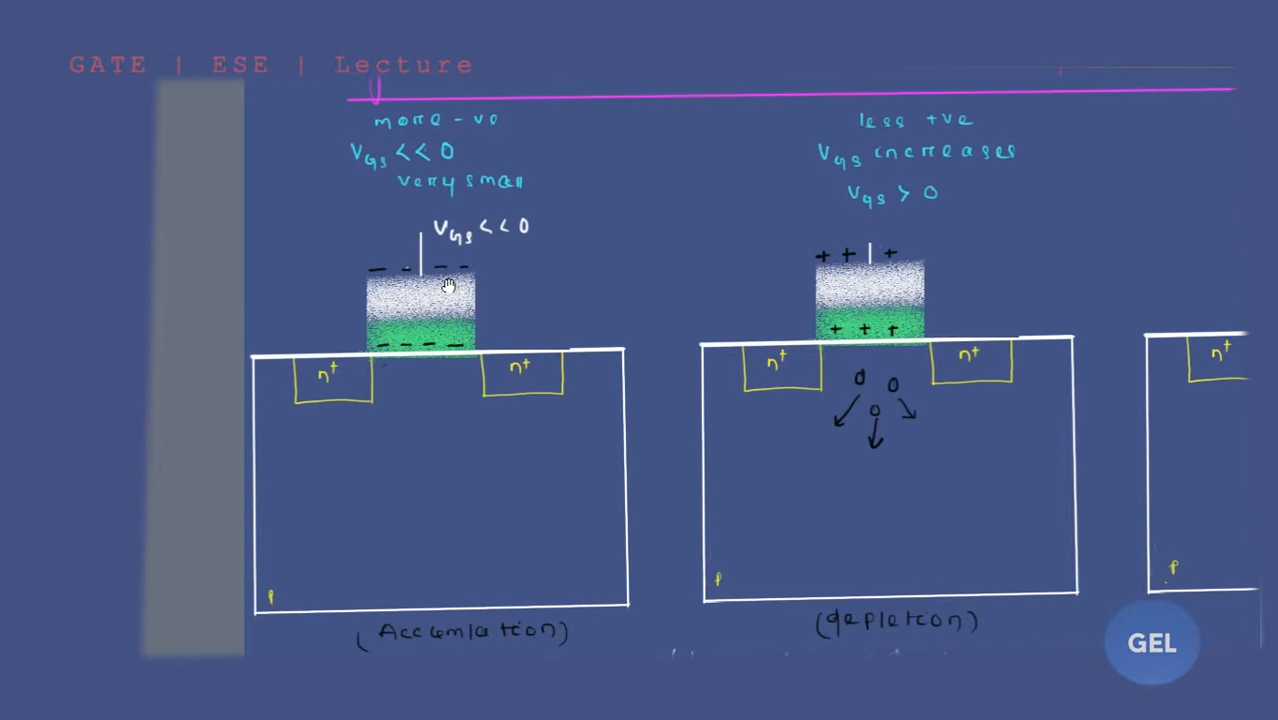 GATE | ESE | Lecture
more - ve
VGS << 0
very small
VGS << 0
- - - -
- - - -
n+ n+
P
(Accumlation)
less +ve
VGS increases
VGS > 0
+ + +
+ + +
n+ n+
P
(depletion)
n+
P
GEL